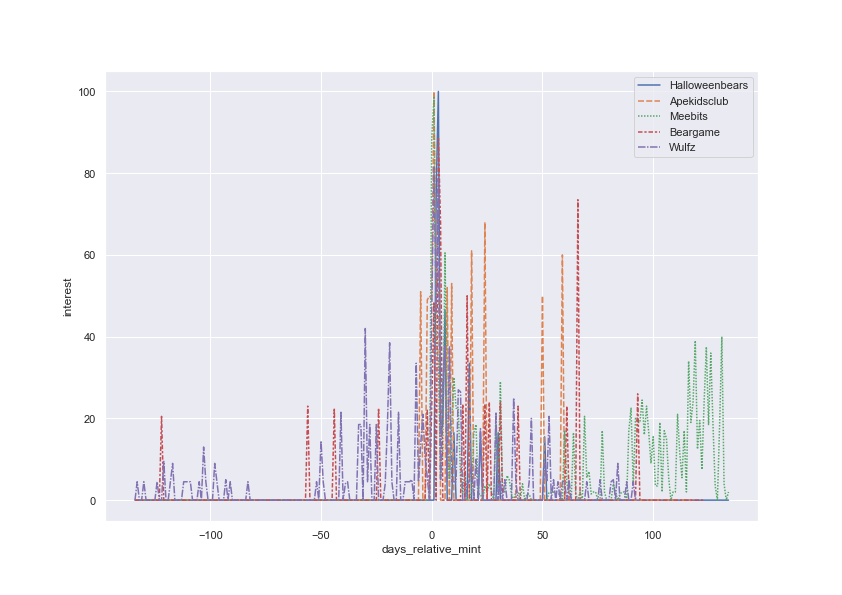 100
80
60
40
20
0
interest
Halloweenbears
Apekidsclub
Meebits
Beargame
Wulfz
−100
−50
0
50
100
days_relative_mint